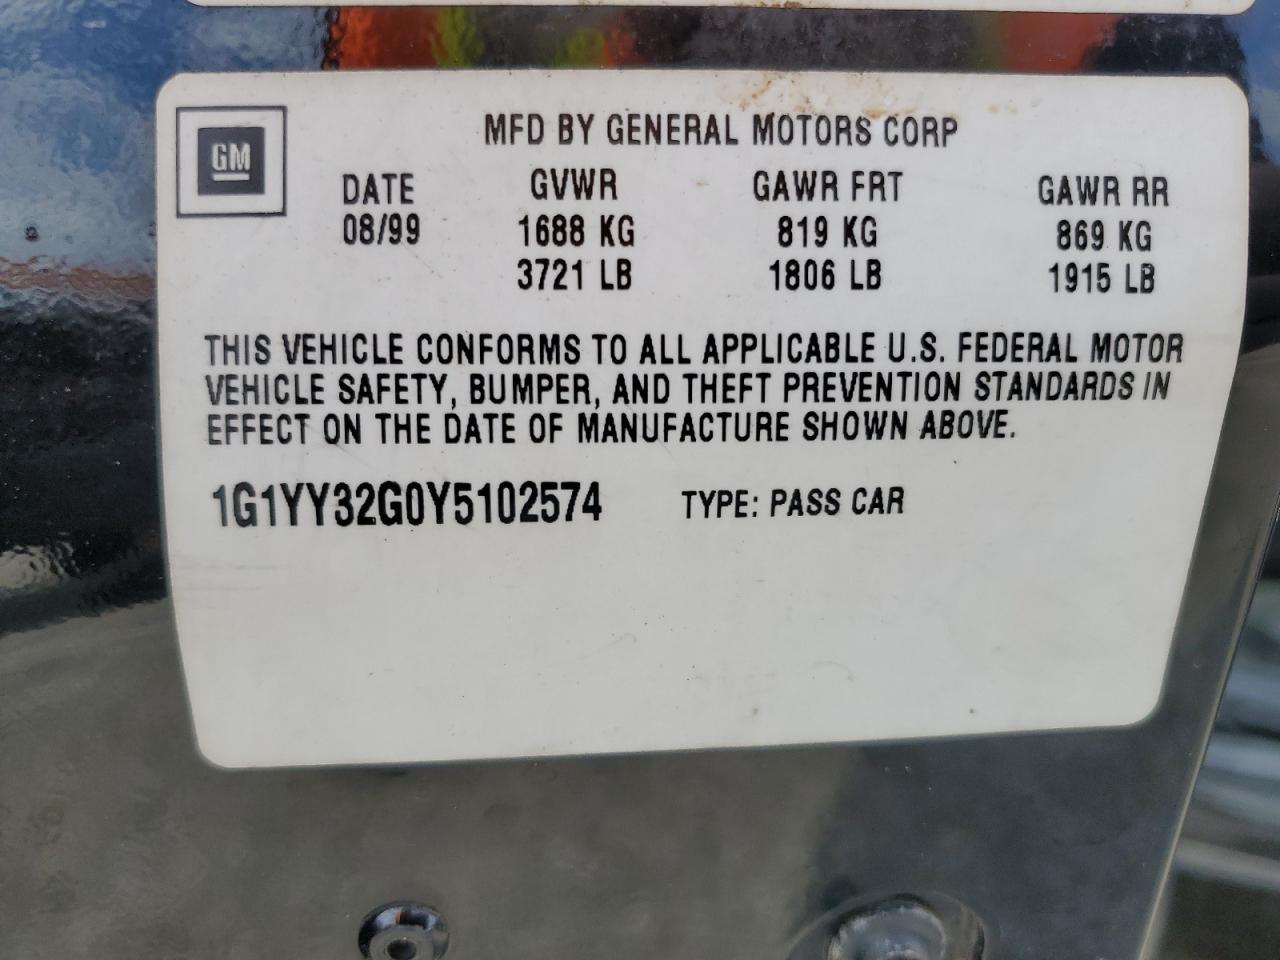 MFD BY GENERAL MOTORS CORP
GM
DATE GVWR GAWR FRT GAWR RR
08/99 1688 KG 819 KG 869 KG
3721 LB 1806 LB 1915 LB
THIS VEHICLE CONFORMS TO ALL APPLICABLE U.S. FEDERAL MOTOR
VEHICLE SAFETY, BUMPER, AND THEFT PREVENTION STANDARDS IN
EFFECT ON THE DATE OF MANUFACTURE SHOWN ABOVE.
1G1YY32G0Y5102574 TYPE: PASS CAR